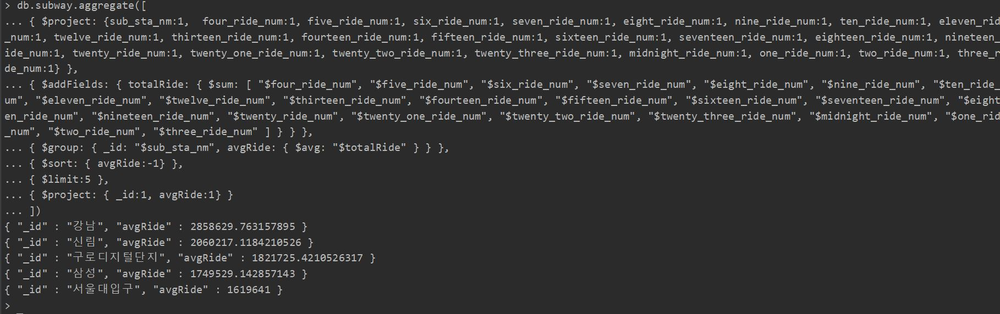 > db.subway.aggregate([
... { $project: {sub_sta_nm:1,  four_ride_num:1, five_ride_num:1, six_ride_num:1, seven_ride_num:1, eight_ride_num:1, nine_ride_num:1, ten_ride_num:1, eleven_rid
_num:1, twelve_ride_num:1, thirteen_ride_num:1, fourteen_ride_num:1, fifteen_ride_num:1, sixteen_ride_num:1, seventeen_ride_num:1, eighteen_ride_num:1, nineteen_
ide_num:1, twenty_ride_num:1, twenty_one_ride_num:1, twenty_two_ride_num:1, twenty_three_ride_num:1, midnight_ride_num:1, one_ride_num:1, two_ride_num:1, three_r
de_num:1} },
... { $addFields: { totalRide: { $sum: [ "$four_ride_num", "$five_ride_num", "$six_ride_num", "$seven_ride_num", "$eight_ride_num", "$nine_ride_num", "$ten_ride_
um", "$eleven_ride_num", "$twelve_ride_num", "$thirteen_ride_num", "$fourteen_ride_num", "$fifteen_ride_num", "$sixteen_ride_num", "$seventeen_ride_num", "$eight
en_ride_num", "$nineteen_ride_num", "$twenty_ride_num", "$twenty_one_ride_num", "$twenty_two_ride_num", "$twenty_three_ride_num", "$midnight_ride_num", "$one_rid
_num", "$two_ride_num", "$three_ride_num" ] } } },
... { $group: { _id: "$sub_sta_nm", avgRide: { $avg: "$totalRide" } } },
... { $sort: { avgRide:-1} },
... { $limit:5 },
... { $project: { _id:1, avgRide:1} }
... ])
{ "_id" : "강남", "avgRide" : 2858629.763157895 }
{ "_id" : "신림", "avgRide" : 2060217.1184210526 }
{ "_id" : "구로디지털단지", "avgRide" : 1821725.4210526317 }
{ "_id" : "삼성", "avgRide" : 1749529.142857143 }
{ "_id" : "서울대입구", "avgRide" : 1619641 }
> _